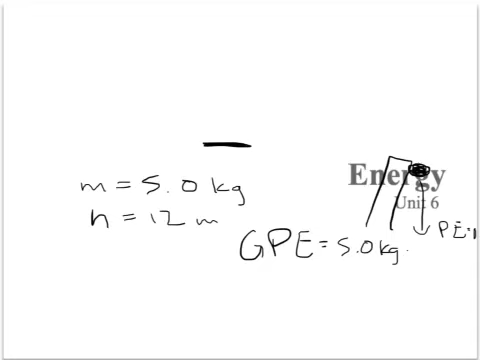 Energy
m = 5.0 kg
Unit 6
h = 12 m
GPE = 5.0 kg.
PE=